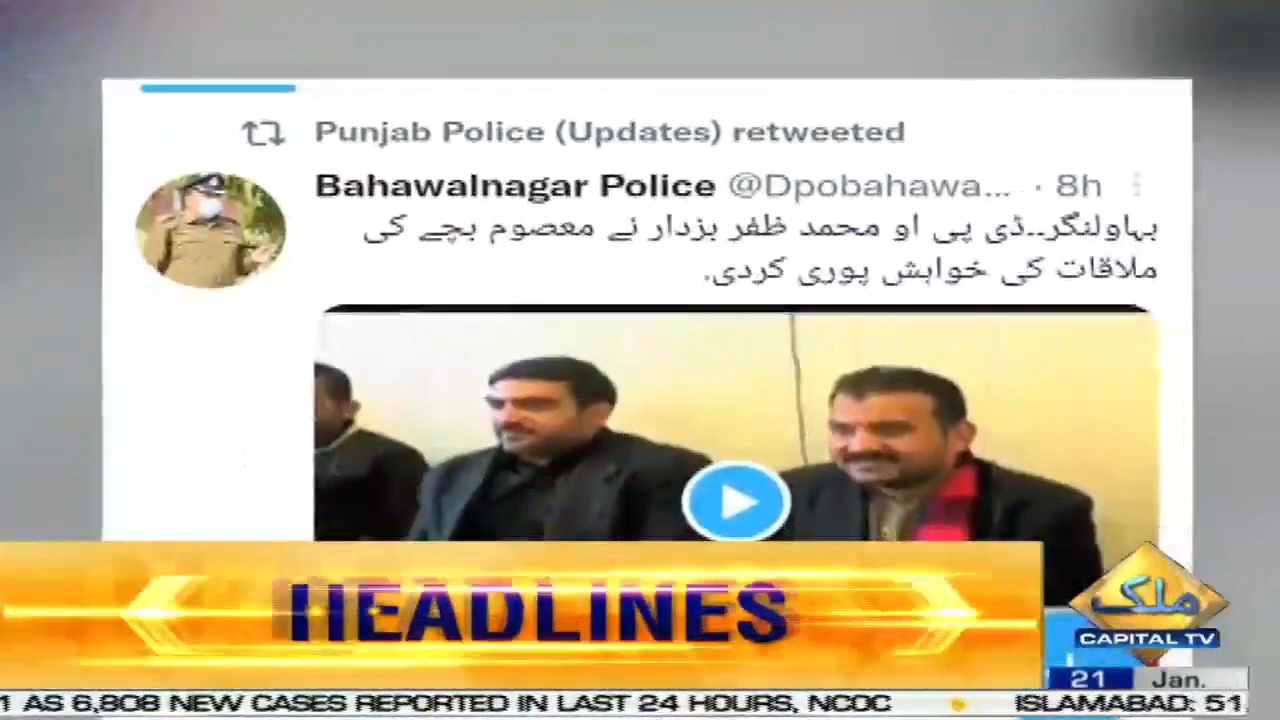 Punjab Police (Updates) retweeted
Bahawalnagar Police @Dpobahawa... · 8h
بہاولنگر..ڈی پی او محمد ظفر بزدار نے معصوم بچے کی
ملاقات کی خواہش پوری کردی.
HEADLINES
ملک
CAPITAL TV
21 Jan.
1 AS 6,808 NEW CASES REPORTED IN LAST 24 HOURS, NCOC ISLAMABAD: 51